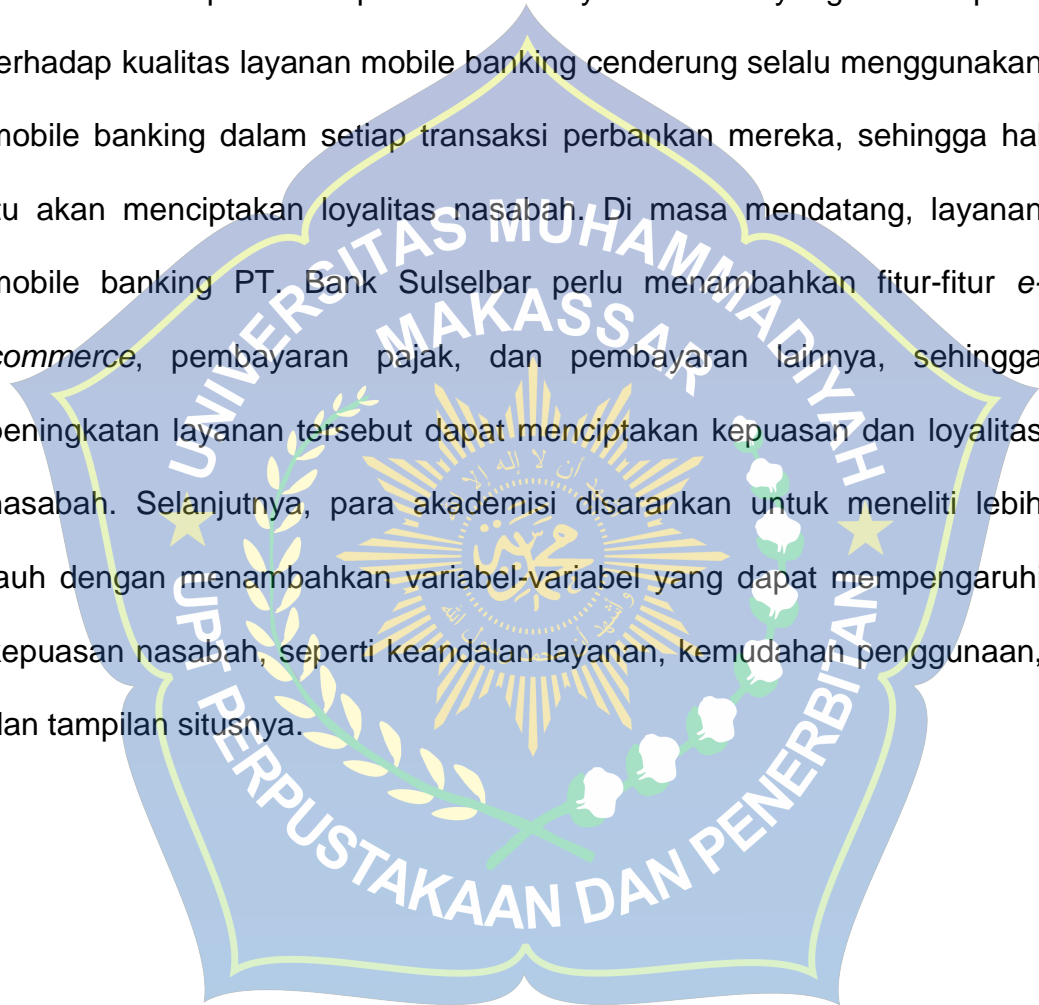 terhadap kualitas layanan mobile banking cenderung selalu menggunakan
mobile banking dalam setiap transaksi perbankan mereka, sehingga hal
itu akan menciptakan loyalitas nasabah. Di masa mendatang, layanan
mobile banking PT. Bank Sulselbar perlu menambahkan fitur-fitur e-
commerce, pembayaran pajak, dan pembayaran lainnya, sehingga
peningkatan layanan tersebut dapat menciptakan kepuasan dan loyalitas
nasabah. Selanjutnya, para akademisi disarankan untuk meneliti lebih
jauh dengan menambahkan variabel-variabel yang dapat mempengaruhi
kepuasan nasabah, seperti keandalan layanan, kemudahan penggunaan,
dan tampilan situsnya.
UNIVERSITAS MUHAMMADIYAH
MAKASSAR
UPT PERPUSTAKAAN DAN PENERBITAN